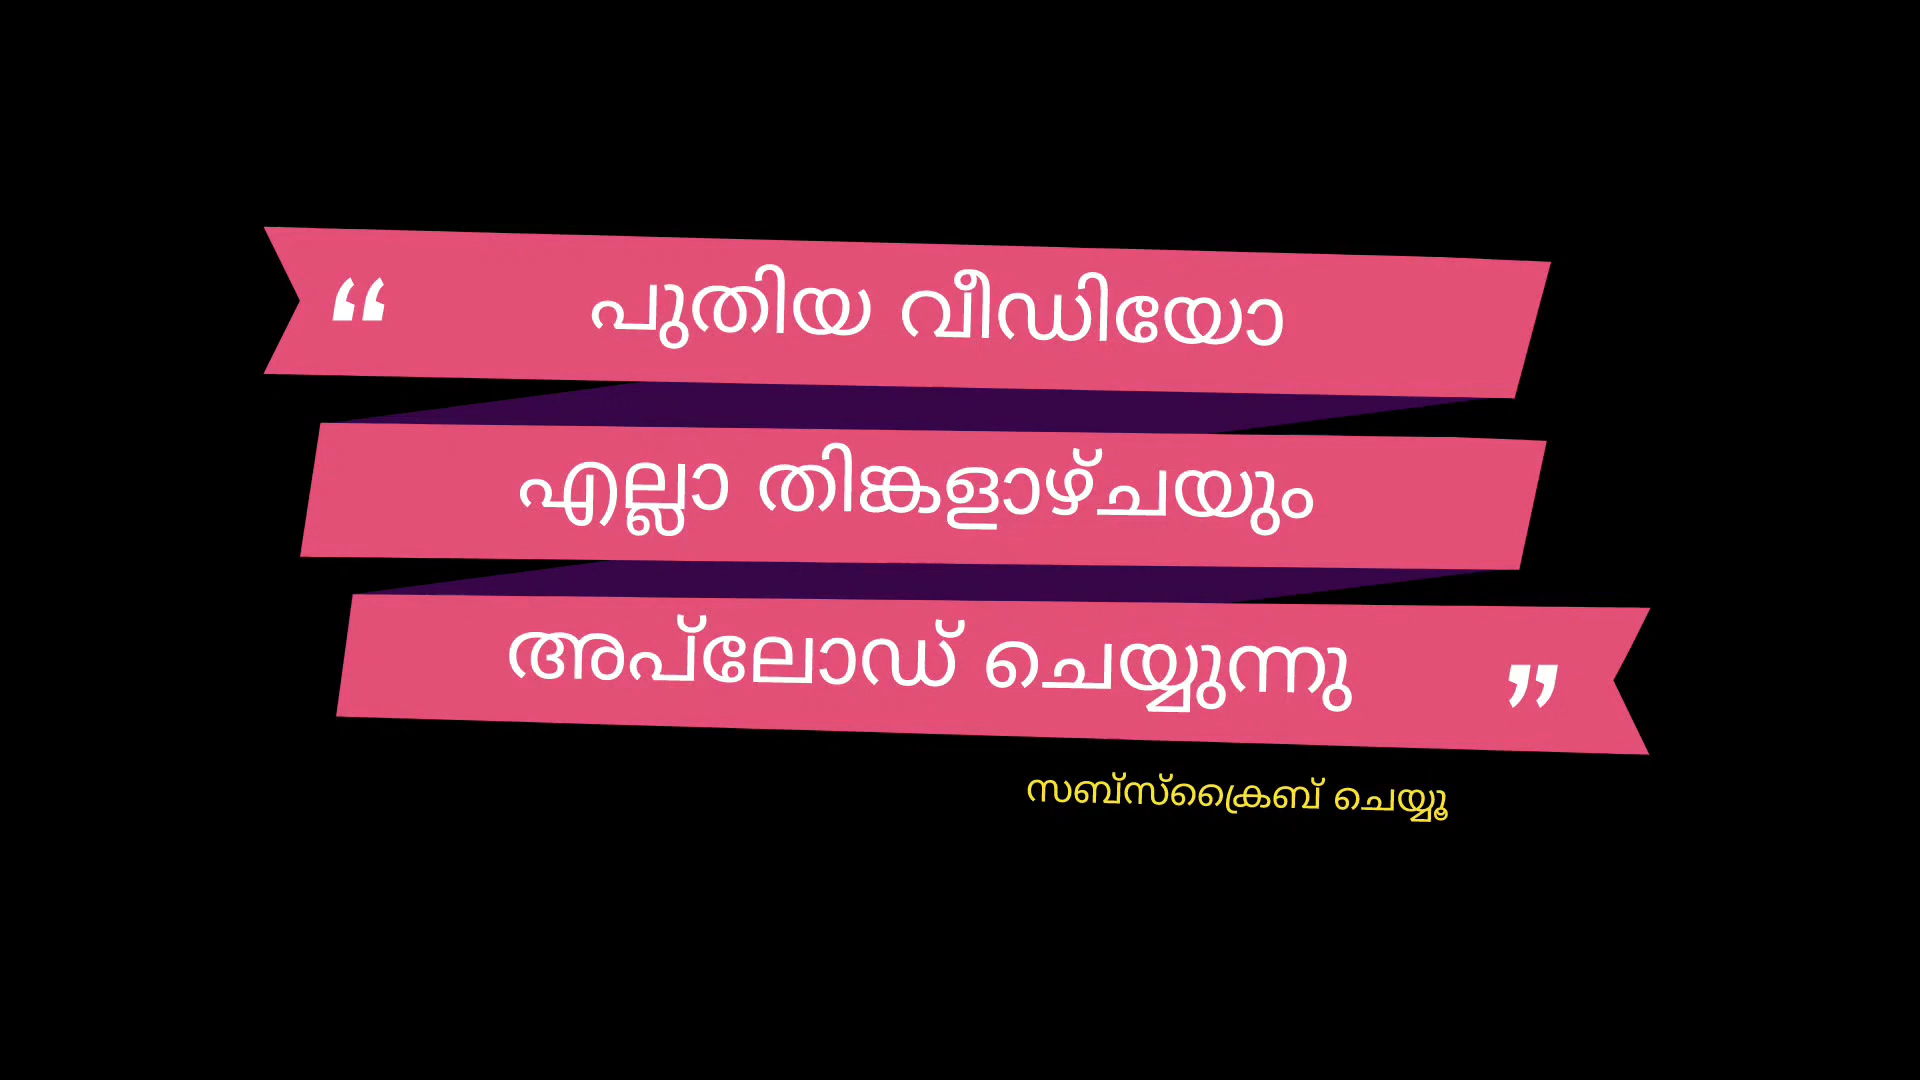 “ പുതിയ വീഡിയോ
എല്ലാ തിങ്കളാഴ്ചയും
അപ്‌ലോഡ് ചെയ്യുന്നു ”
സബ്സ്ക്രൈബ് ചെയ്യൂ